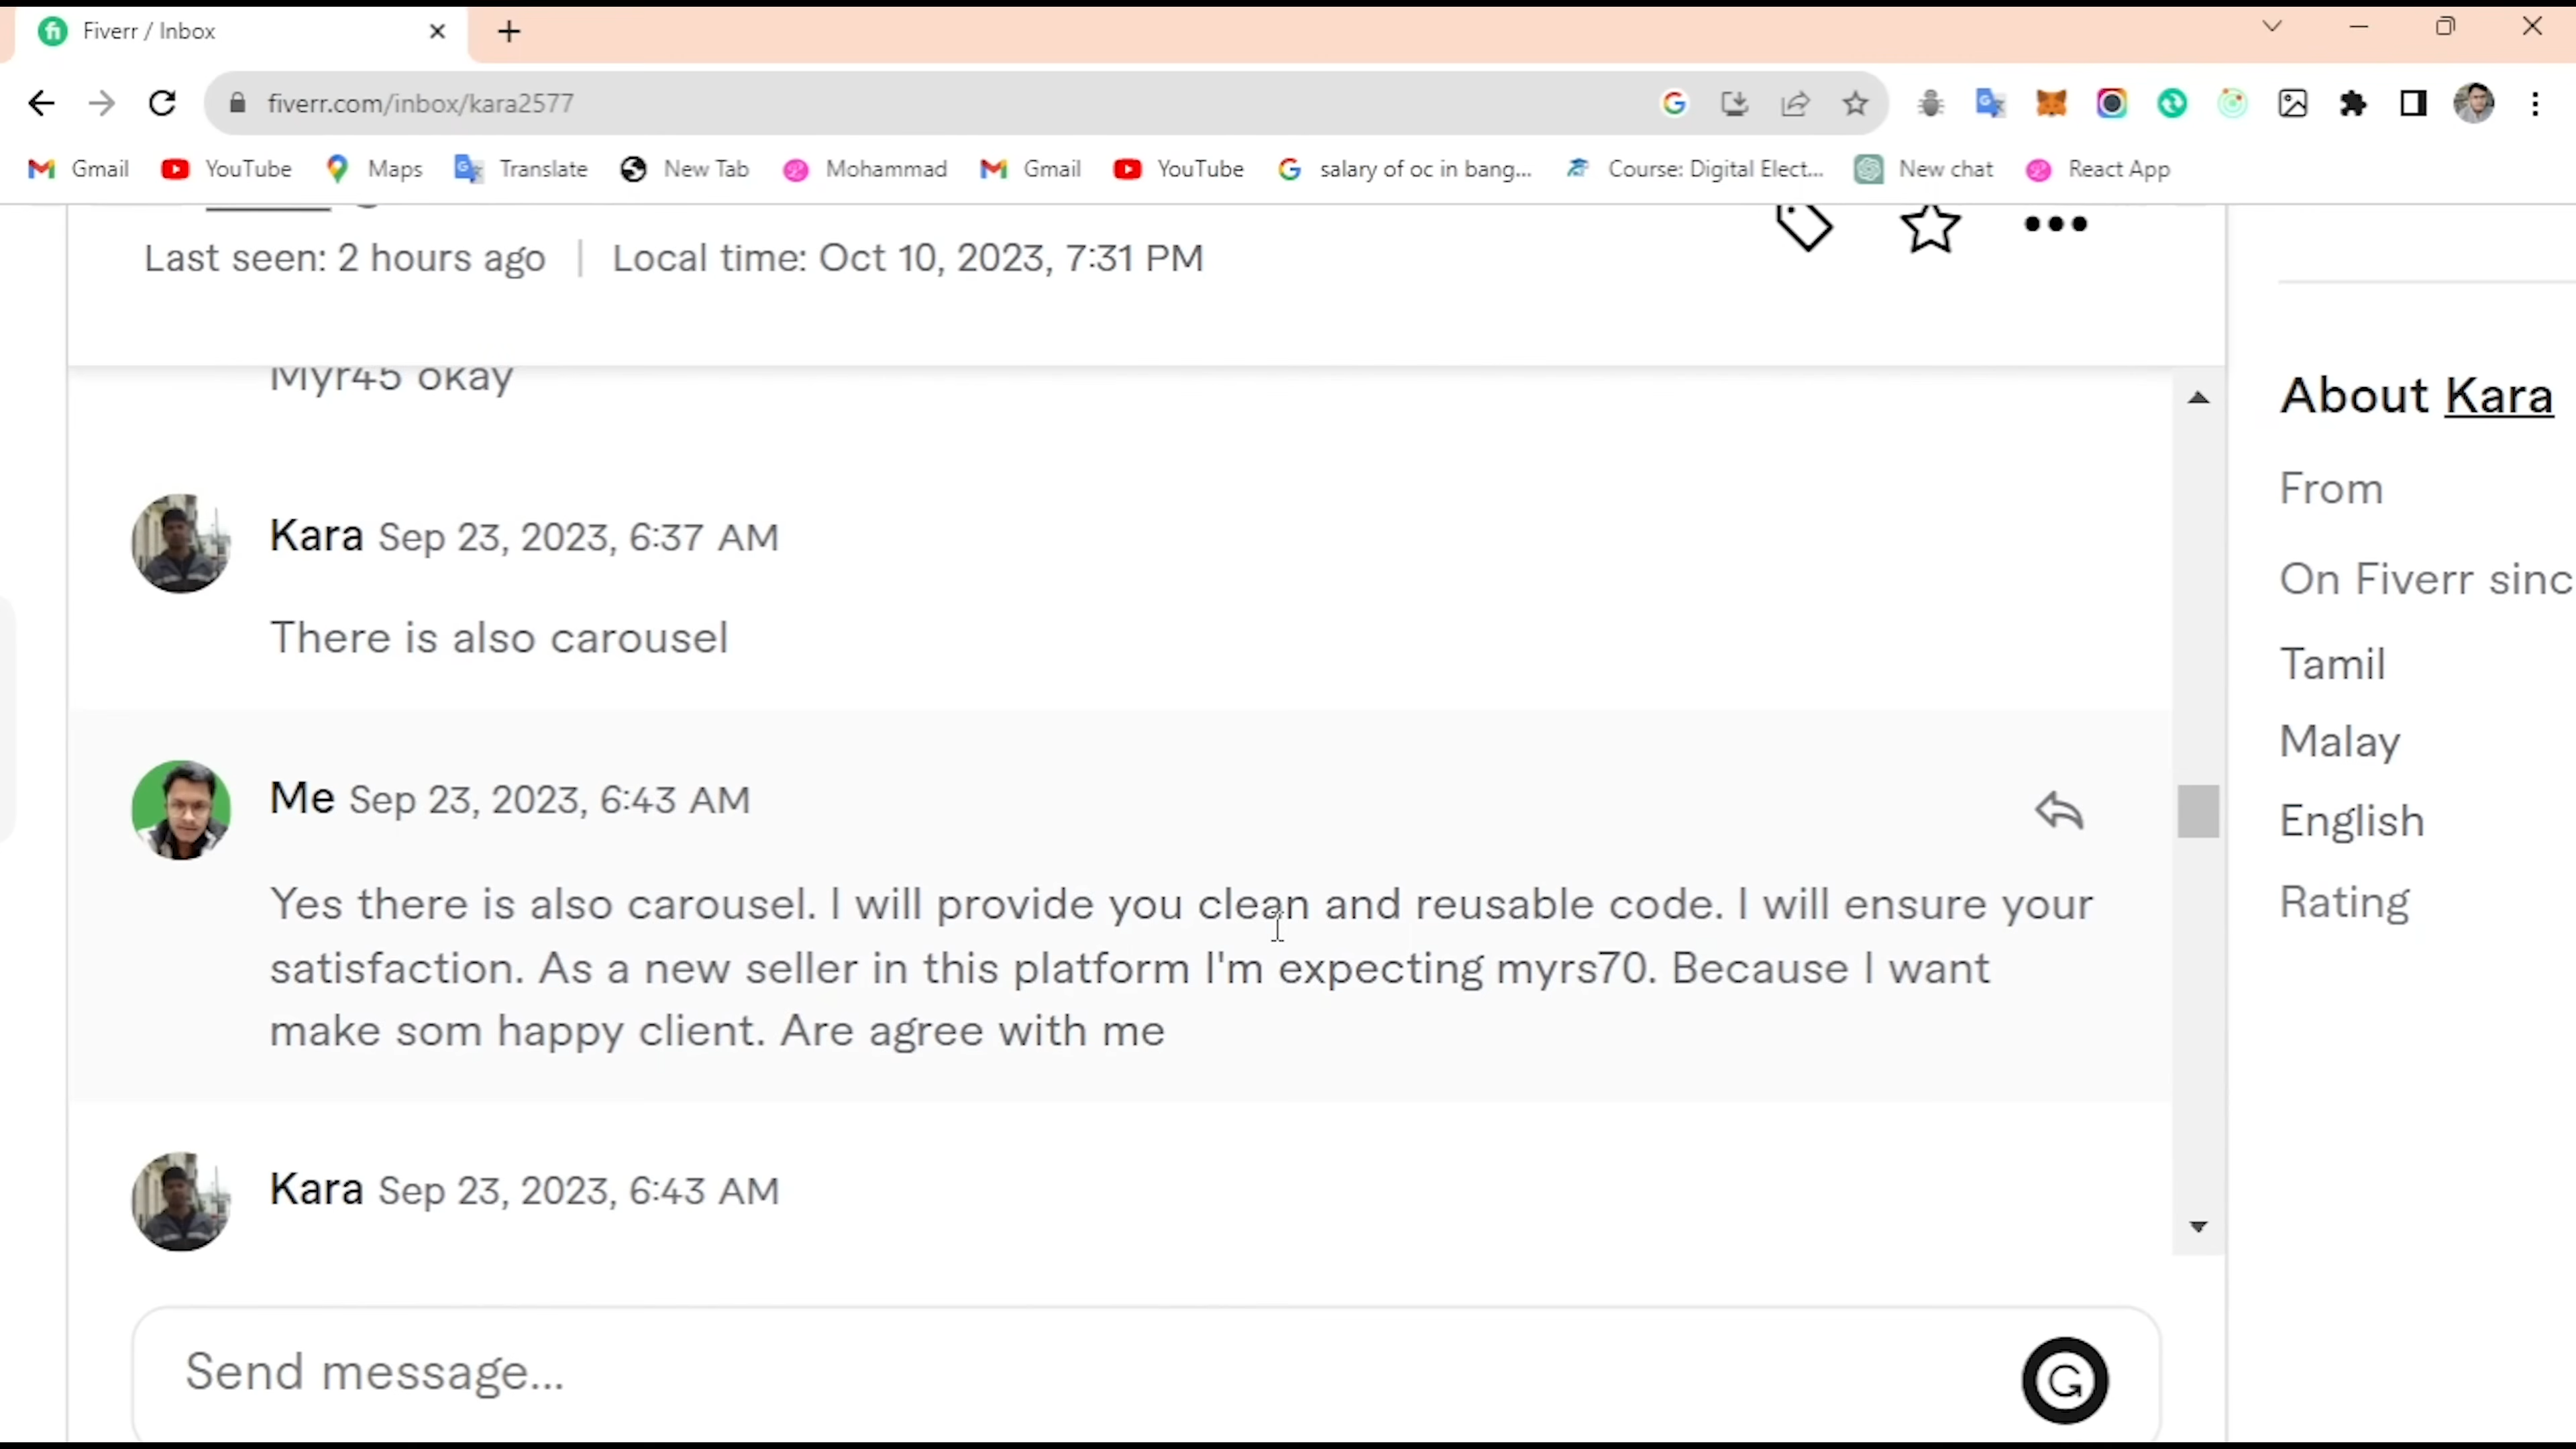 Fiverr / Inbox
fiverr.com/inbox/kara2577
Gmail YouTube Maps Translate New Tab Mohammad Gmail YouTube salary of oc in bang... Course: Digital Elect... New chat React App
Last seen: 2 hours ago | Local time: Oct 10, 2023, 7:31 PM
Myr45 okay
Kara Sep 23, 2023, 6:37 AM
There is also carousel
Me Sep 23, 2023, 6:43 AM
Yes there is also carousel. I will provide you clean and reusable code. I will ensure your
satisfaction. As a new seller in this platform I'm expecting myrs70. Because I want
make som happy client. Are agree with me
Kara Sep 23, 2023, 6:43 AM
Send message...
About Kara
From
On Fiverr sinc
Tamil
Malay
English
Rating